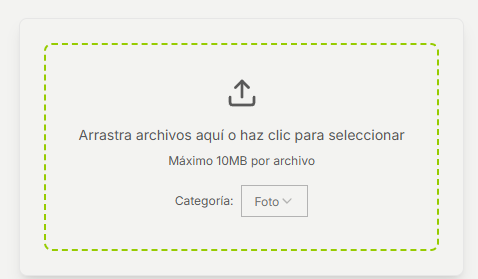 Arrastra archivos aquí o haz clic para seleccionar
Máximo 10MB por archivo
Categoría: Foto